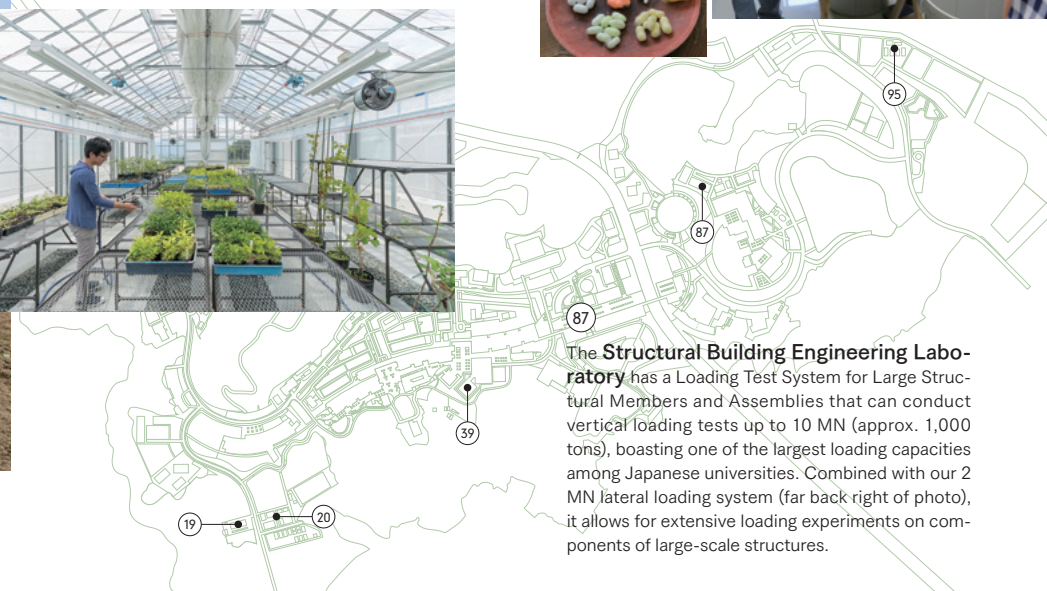 95
87
87
The Structural Building Engineering Labo-
ratory has a Loading Test System for Large Struc-
tural Members and Assemblies that can conduct
vertical loading tests up to 10 MN (approx. 1,000
tons), boasting one of the largest loading capacities
among Japanese universities. Combined with our 2
MN lateral loading system (far back right of photo),
it allows for extensive loading experiments on com-
ponents of large-scale structures.
39
19
20